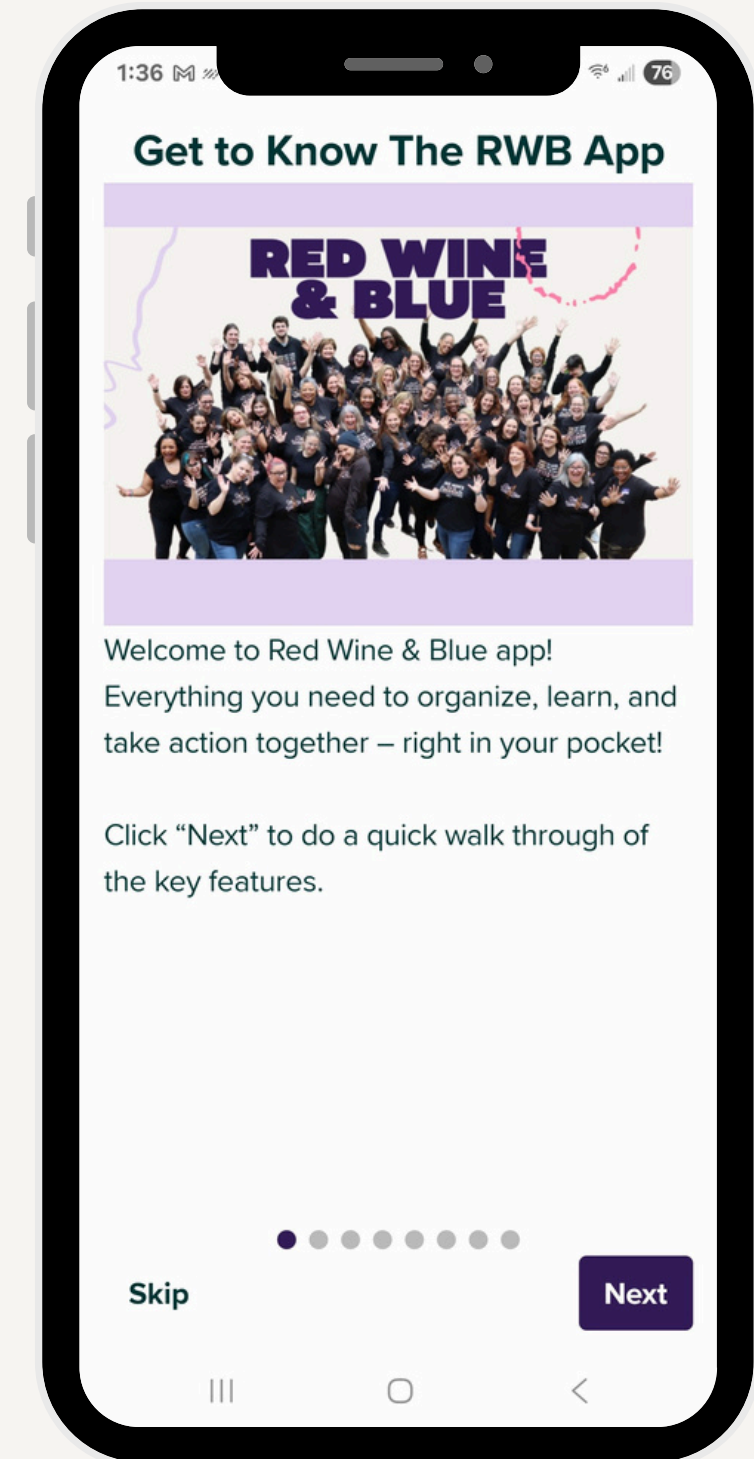 1:36
76
Get to Know The RWB App
RED WINE
& BLUE
Welcome to Red Wine & Blue app!
Everything you need to organize, learn, and
take action together – right in your pocket!
Click “Next” to do a quick walk through of
the key features.
Skip
Next